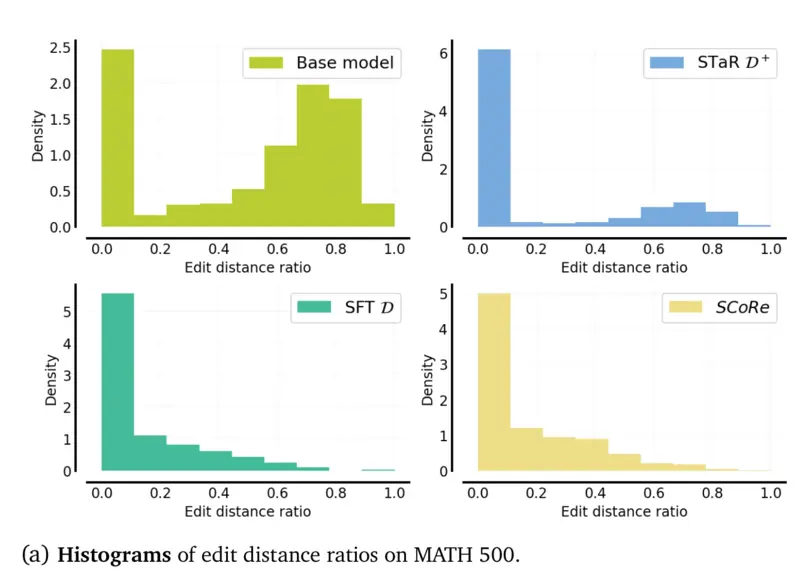 Base model
2.5
2.0
1.5
1.0
0.5
0.0
Density
0.0 0.2 0.4 0.6 0.8 1.0
Edit distance ratio
STaR 𝒟⁺
6
4
2
0
Density
0.0 0.2 0.4 0.6 0.8 1.0
Edit distance ratio
SFT 𝒟
5
4
3
2
1
0
Density
0.0 0.2 0.4 0.6 0.8 1.0
Edit distance ratio
SCoRe
5
4
3
2
1
0
Density
0.0 0.2 0.4 0.6 0.8 1.0
Edit distance ratio
(a) Histograms of edit distance ratios on MATH 500.